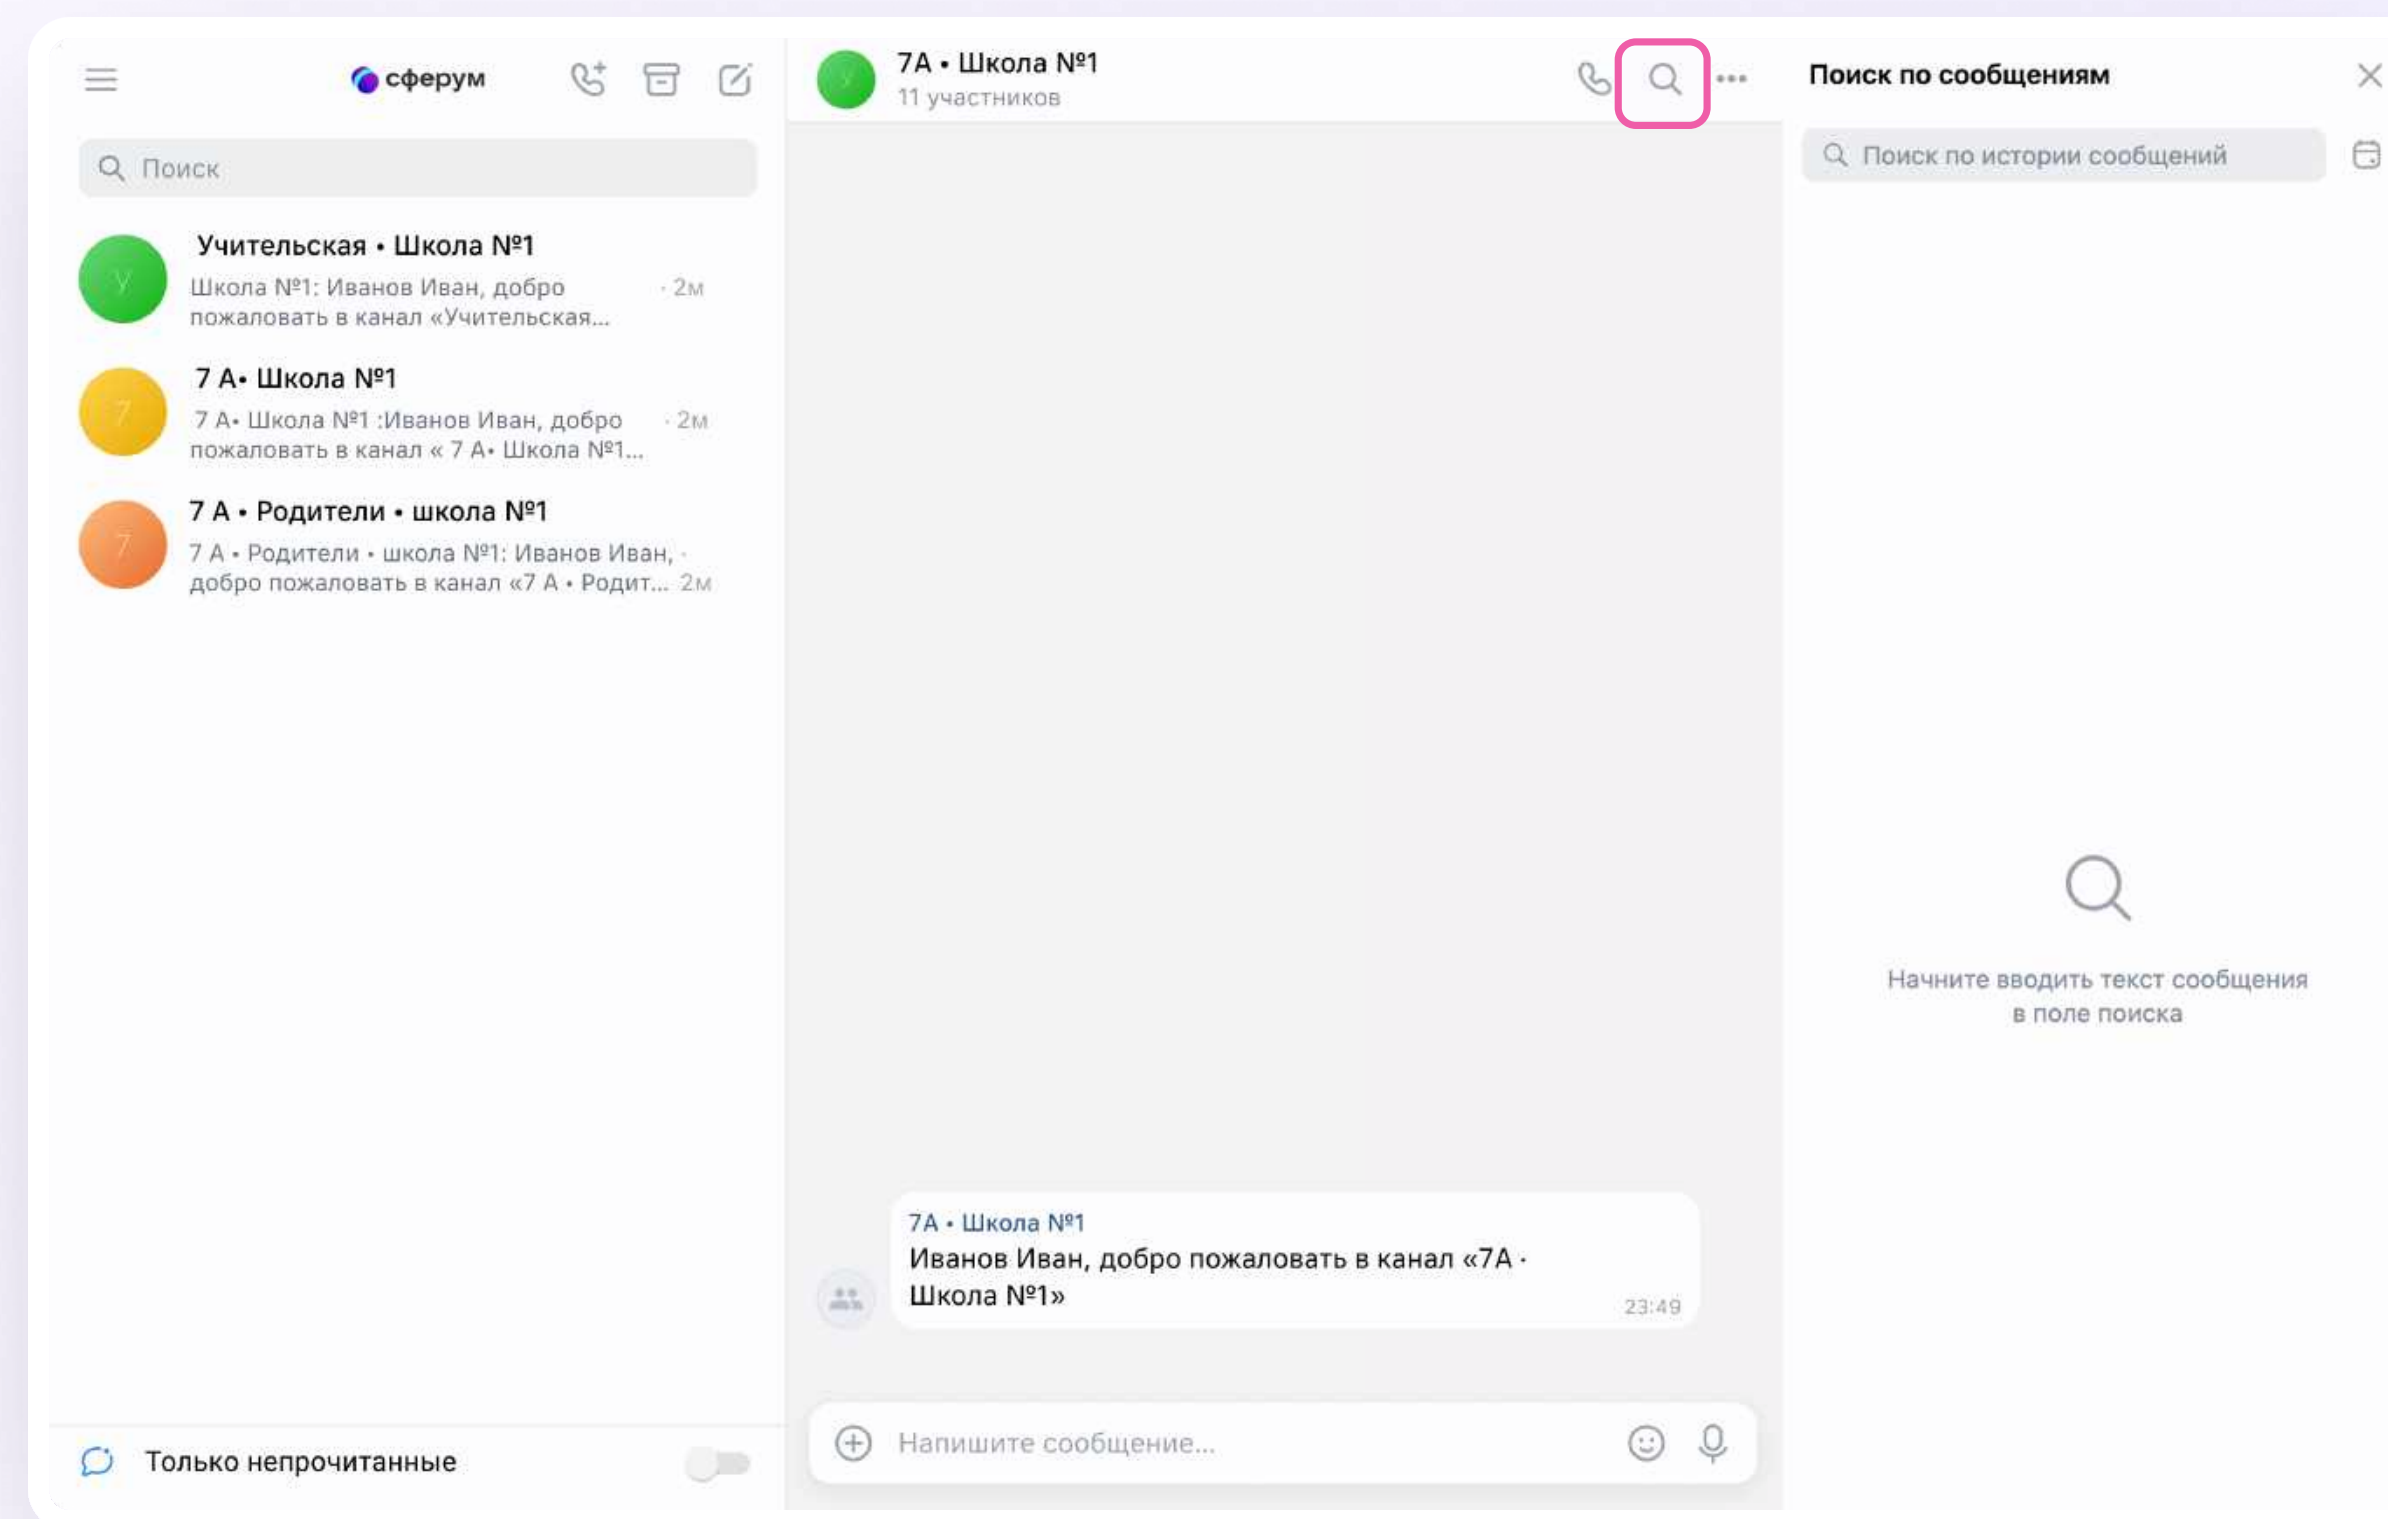 сферум
Поиск
Учительская • Школа №1
Школа №1: Иванов Иван, добро · 2м
пожаловать в канал «Учительская...
7 А• Школа №1
7 А• Школа №1 :Иванов Иван, добро · 2м
пожаловать в канал « 7 А• Школа №1...
7 А • Родители • школа №1
7 А • Родители • школа №1: Иванов Иван, ·
добро пожаловать в канал «7 А • Родит... 2м
Только непрочитанные
7А • Школа №1
11 участников
7А • Школа №1
Иванов Иван, добро пожаловать в канал «7А ·
Школа №1»
23:49
Напишите сообщение...
Поиск по сообщениям
Поиск по истории сообщений
Начните вводить текст сообщения
в поле поиска
У
7
7
У